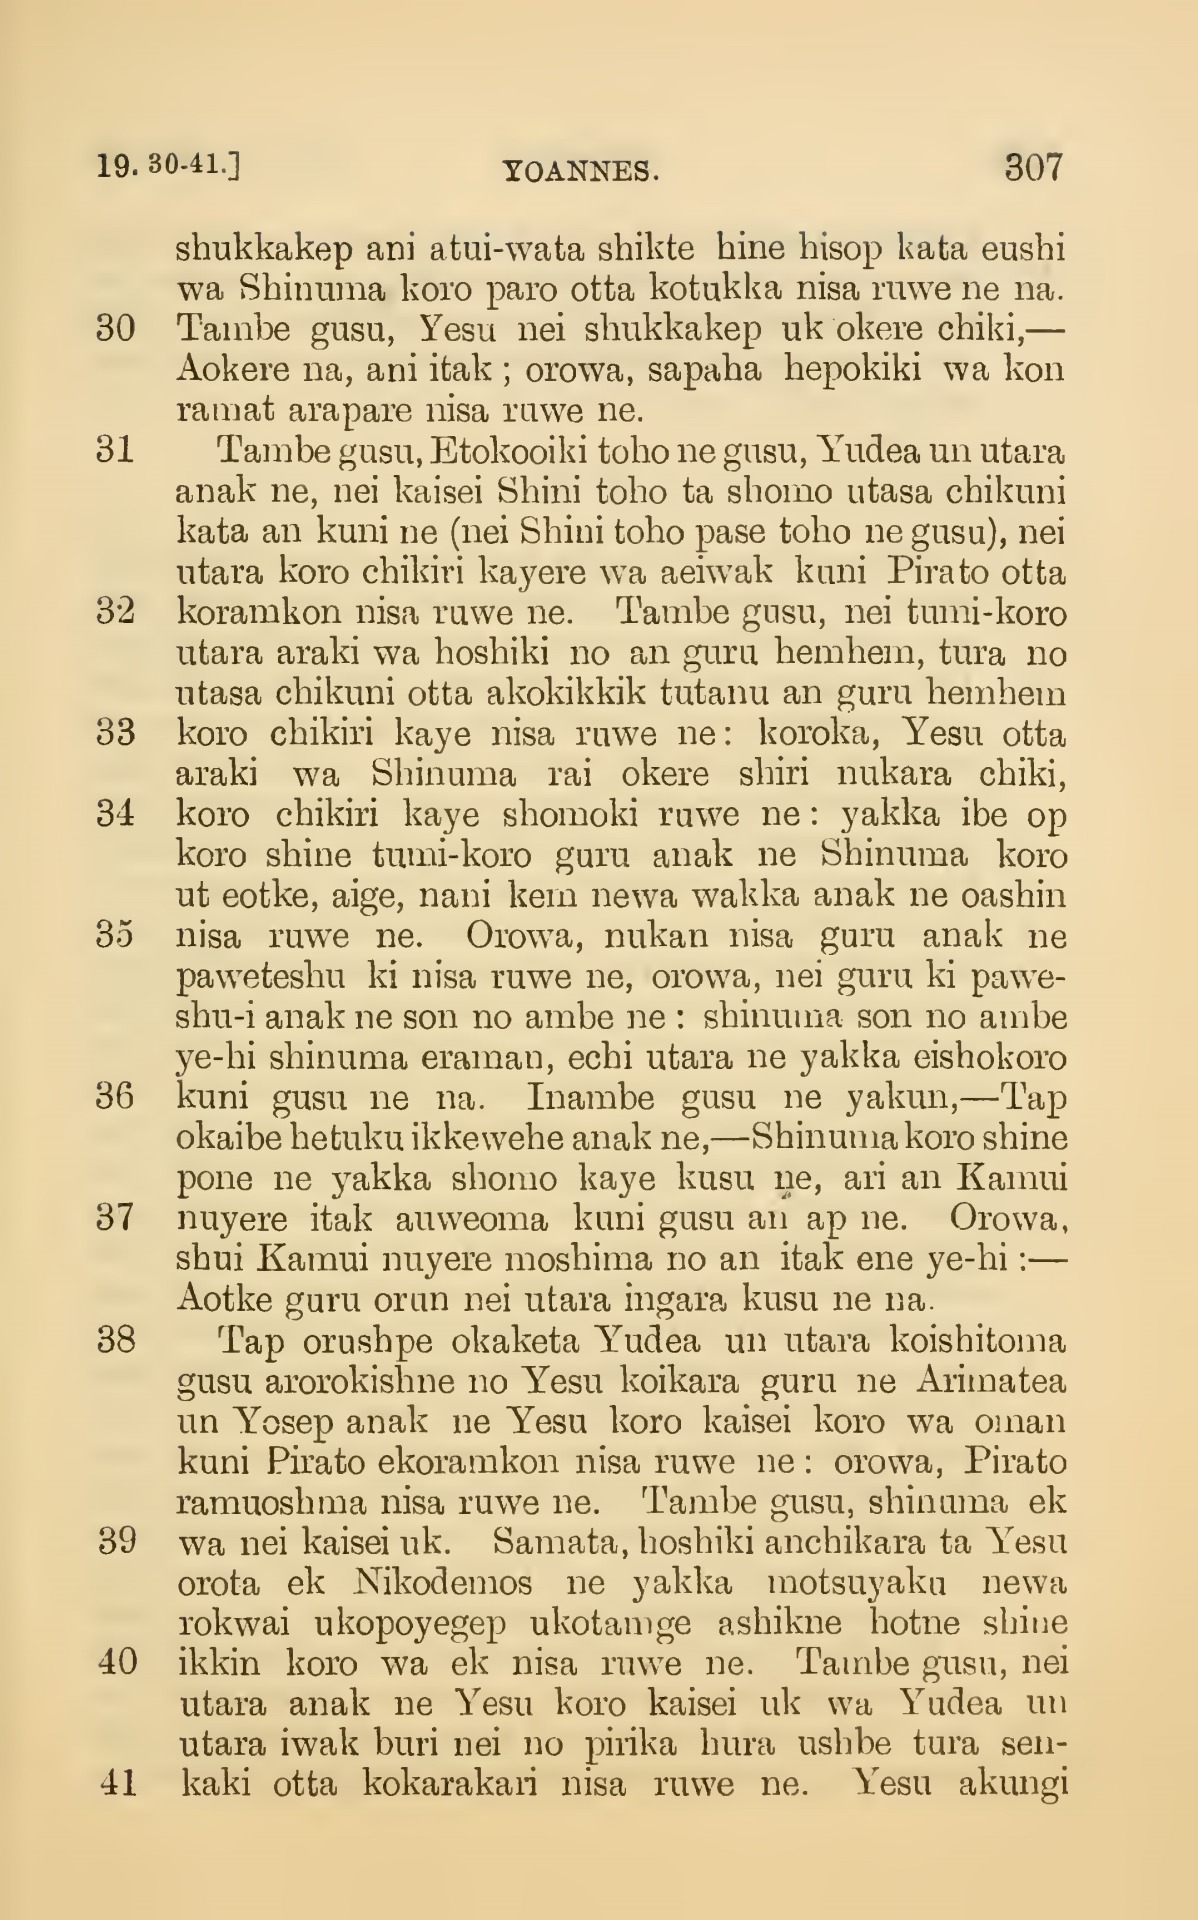 19. 30-41.] YOANNES. 307
shukkakep ani atui-wata shikte hine hisop kata eushi
wa Shinuma koro paro otta kotukka nisa ruwe ne na.
30 Tambe gusu, Yesu nei shukkakep uk okere chiki,—
Aokere na, ani itak ; orowa, sapaha hepokiki wa kon
ramat arapare nisa ruwe ne.
31 Tambe gusu, Etokooiki toho ne gusu, Yudea un utara
anak ne, nei kaisei Shini toho ta shomo utasa chikuni
kata an kuni ne (nei Shini toho pase toho ne gusu), nei
utara koro chikiri kayere wa aeiwak kuni Pirato otta
32 koramkon nisa ruwe ne. Tambe gusu, nei tumi-koro
utara araki wa hoshiki no an guru hemhem, tura no
utasa chikuni otta akokikkik tutanu an guru hemhem
33 koro chikiri kaye nisa ruwe ne : koroka, Yesu otta
araki wa Shinuma rai okere shiri nukara chiki,
34 koro chikiri kaye shomoki ruwe ne : yakka ibe op
koro shine tumi-koro guru anak ne Shinuma koro
ut eotke, aige, nani kem newa wakka anak ne oashin
35 nisa ruwe ne. Orowa, nukan nisa guru anak ne
paweteshu ki nisa ruwe ne, orowa, nei guru ki pawe-
shu-i anak ne son no ambe ne : shinuma son no ambe
ye-hi shinuma eraman, echi utara ne yakka eishokoro
36 kuni gusu ne na. Inambe gusu ne yakun,—Tap
okaibe hetuku ikkewehe anak ne,—Shinuma koro shine
pone ne yakka shomo kaye kusu ne, ari an Kamui
37 nuyere itak auweoma kuni gusu an ap ne. Orowa,
shui Kamui nuyere moshima no an itak ene ye-hi :—
Aotke guru orun nei utara ingara kusu ne na.
38 Tap orushpe okaketa Yudea un utara koishitoma
gusu arorokishne no Yesu koikara guru ne Arimatea
un Yosep anak ne Yesu koro kaisei koro wa oman
kuni Pirato ekoramkon nisa ruwe ne : orowa, Pirato
ramuoshma nisa ruwe ne. Tambe gusu, shinuma ek
39 wa nei kaisei uk. Samata, hoshiki anchikara ta Yesu
orota ek Nikodemos ne yakka motsuyaku newa
rokwai ukopoyegep ukotamge ashikne hotne shine
40 ikkin koro wa ek nisa ruwe ne. Tambe gusu, nei
utara anak ne Yesu koro kaisei uk wa Yudea un
utara iwak buri nei no pirika hura ushbe tura sen-
41 kaki otta kokarakari nisa ruwe ne. Yesu akungi